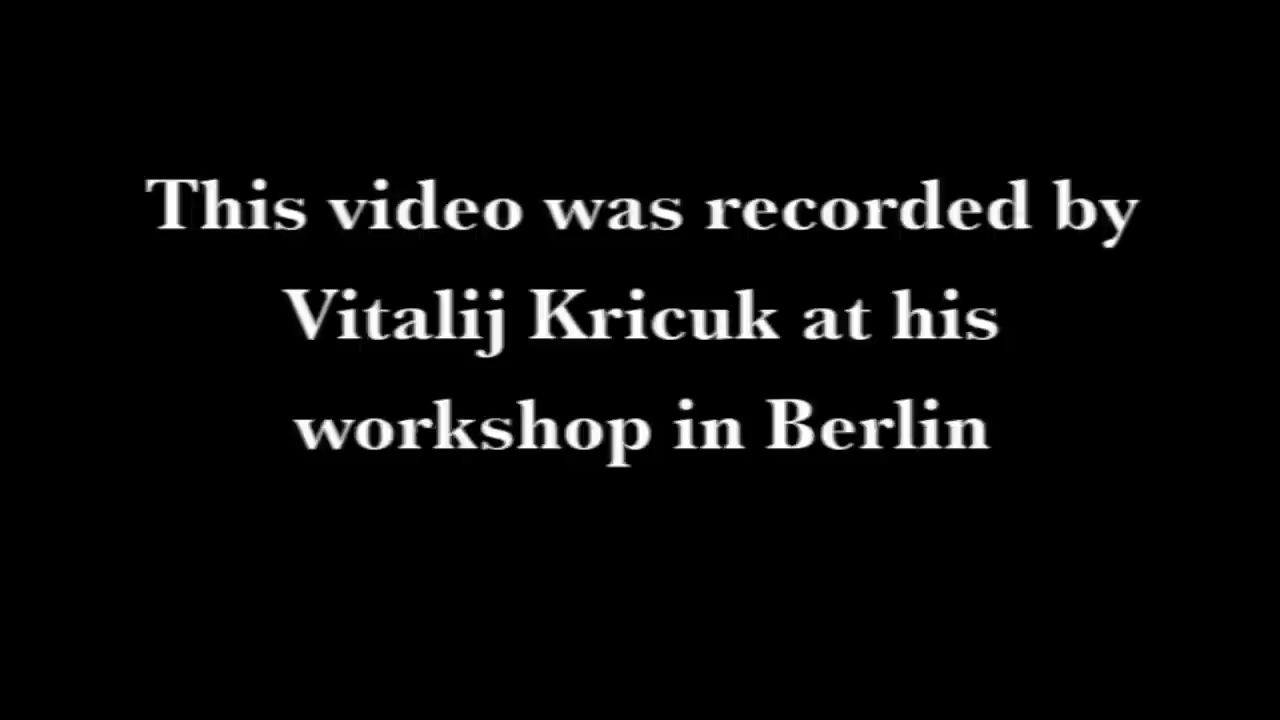 This video was recorded by
Vitalij Kricuk at his
workshop in Berlin